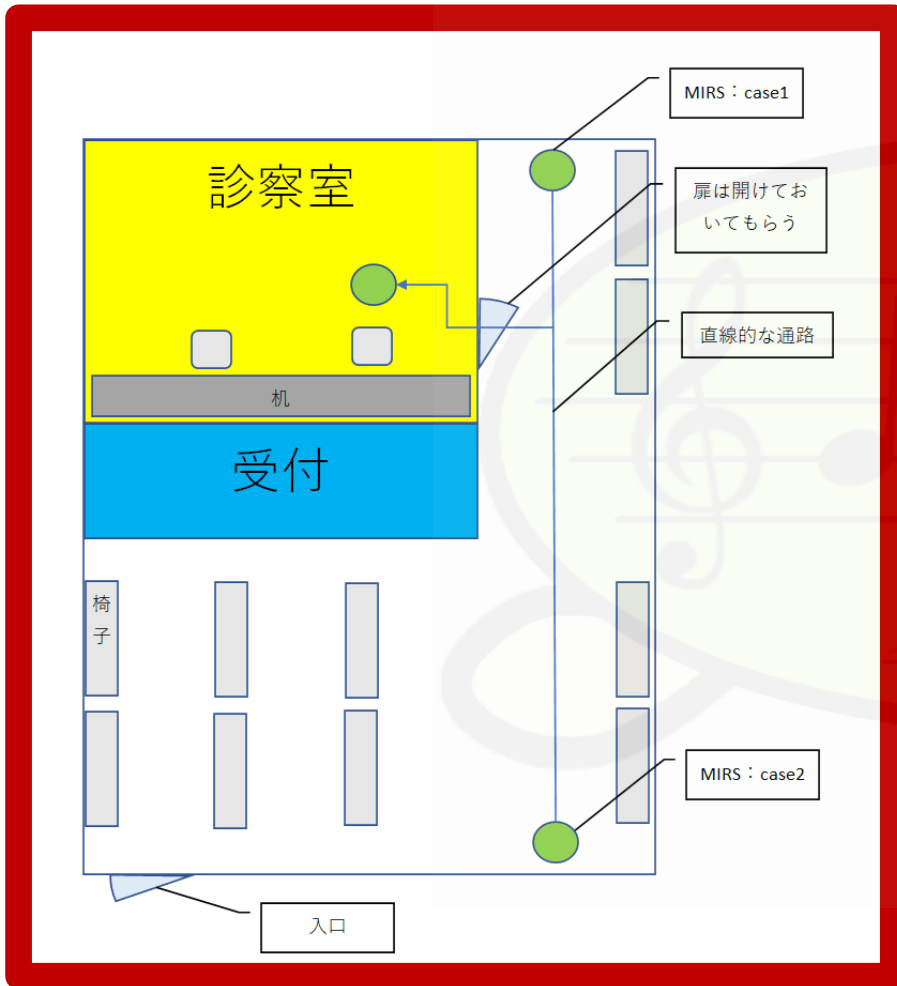 MIRS：case1
診察室
扉は開けてお
いてもらう
直線的な通路
机
受付
椅
子
MIRS：case2
入口